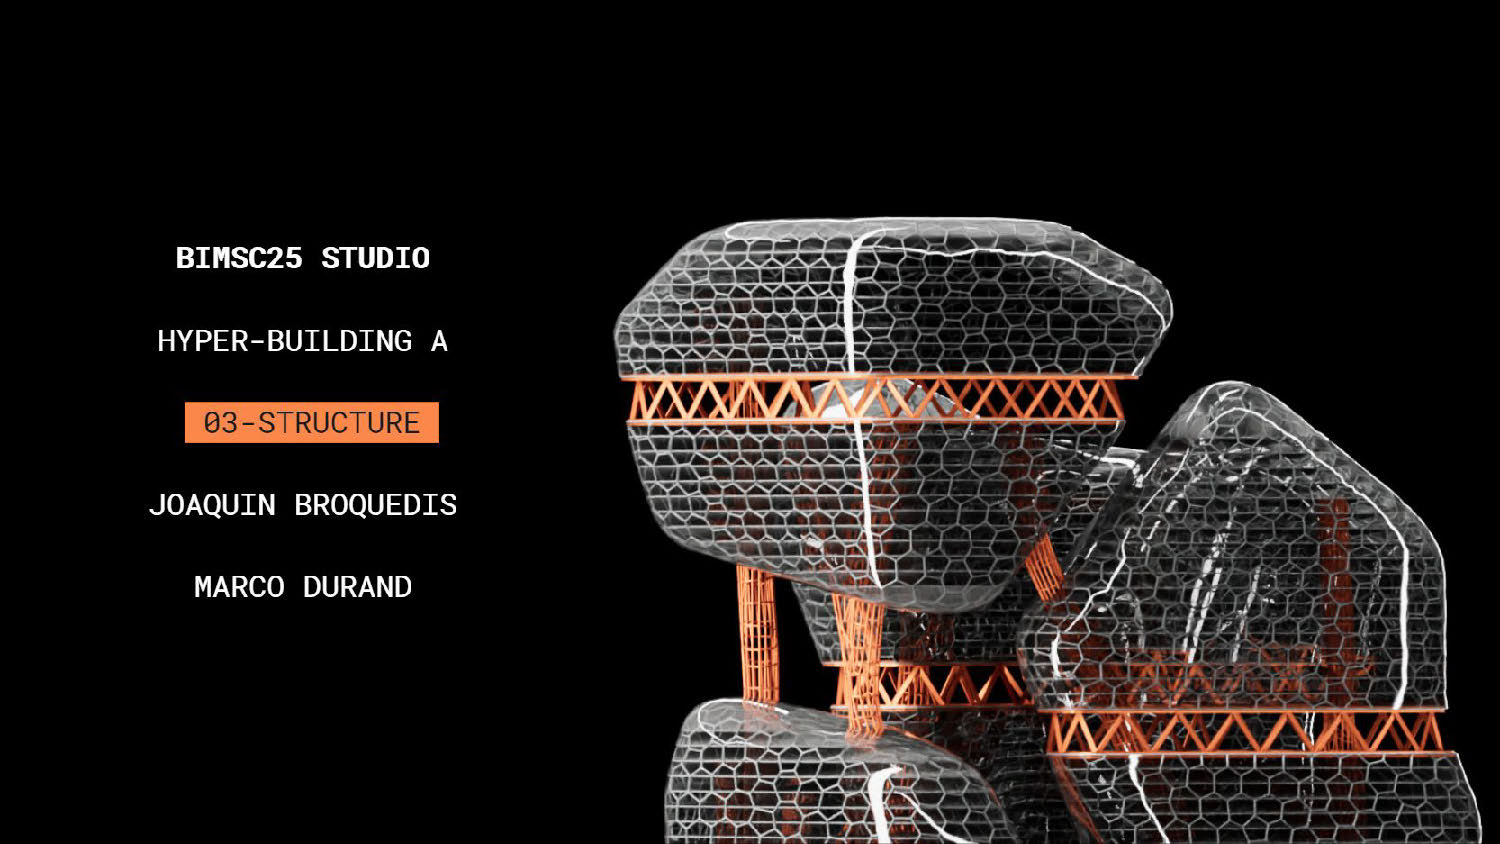 BIMSC25 STUDIO
HYPER-BUILDING A
03-STRUCTURE
JOAQUIN BROQUEDIS
MARCO DURAND